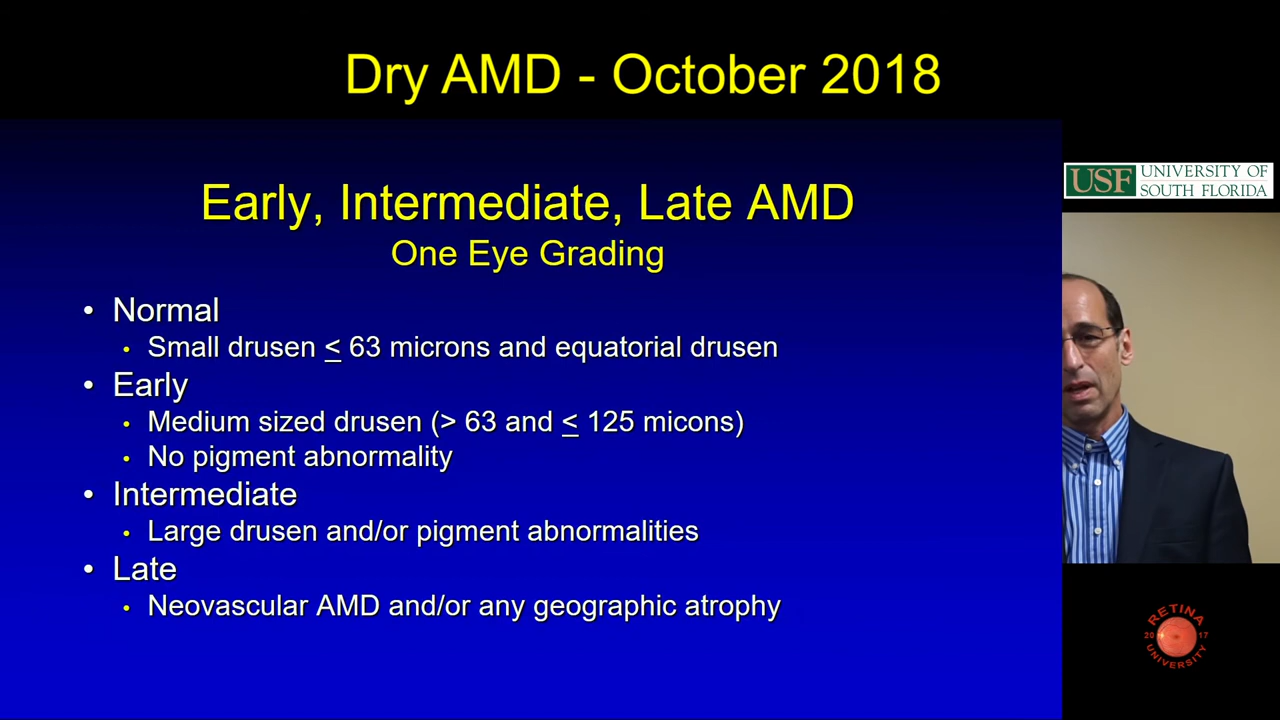 Dry AMD - October 2018
Early, Intermediate, Late AMD
One Eye Grading
• Normal
• Small drusen ≤ 63 microns and equatorial drusen
• Early
• Medium sized drusen (> 63 and ≤ 125 micons)
• No pigment abnormality
• Intermediate
• Large drusen and/or pigment abnormalities
• Late
• Neovascular AMD and/or any geographic atrophy
USF UNIVERSITY OF
SOUTH FLORIDA
RETINA
20 17
UNIVERSITY